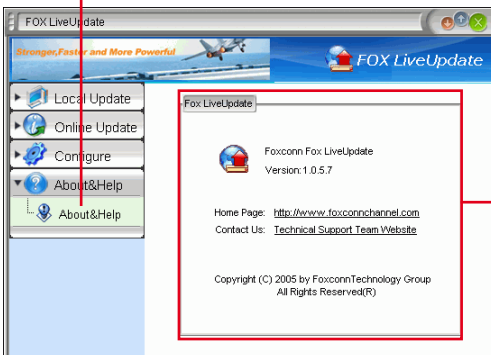 FOX LiveUpdate
Stronger,Faster and More Powerful
FOX LiveUpdate
Local Update
Online Update
Configure
About&Help
About&Help
Fox LiveUpdate
Foxconn Fox LiveUpdate
Version:1.0.5.7
Home Page: http://www.foxconnchannel.com
Contact Us: Technical Support Team Website
Copyright (C) 2005 by FoxconnTechnology Group
All Rights Reserved(R)